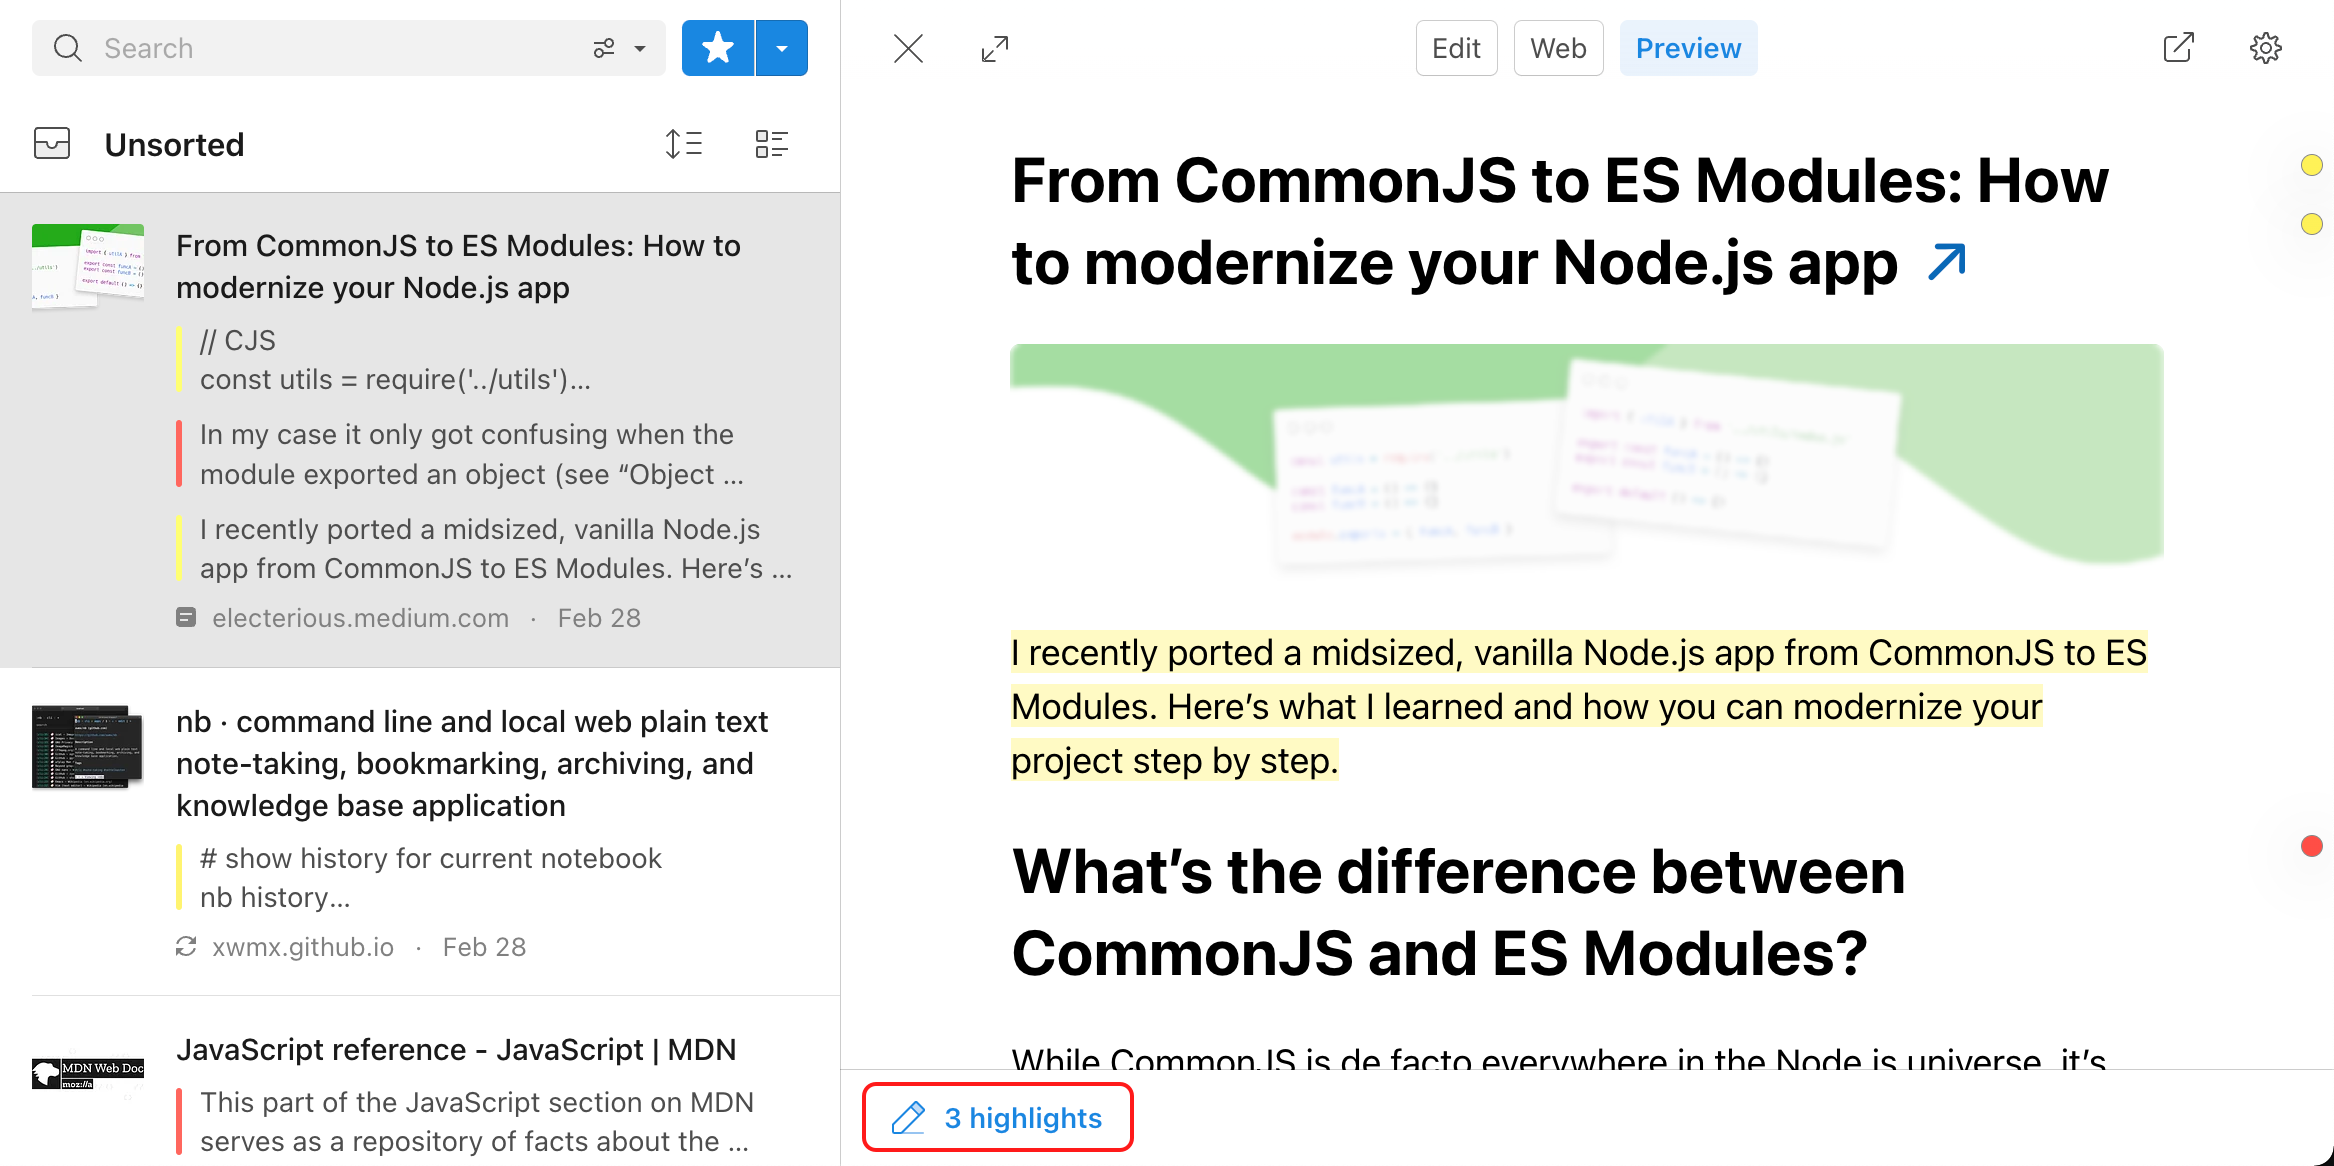 Search
Edit
Web
Preview
Unsorted
From CommonJS to ES Modules: How to
modernize your Node.js app
// CJS
const utils = require('../utils')...
In my case it only got confusing when the
module exported an object (see “Object ...
I recently ported a midsized, vanilla Node.js
app from CommonJS to ES Modules. Here’s ...
electerious.medium.com · Feb 28
nb · command line and local web plain text
note-taking, bookmarking, archiving, and
knowledge base application
# show history for current notebook
nb history...
xwmx.github.io · Feb 28
MDN Web Doc
moz://a
JavaScript reference - JavaScript | MDN
This part of the JavaScript section on MDN
serves as a repository of facts about the ...
From CommonJS to ES Modules: How
to modernize your Node.js app
I recently ported a midsized, vanilla Node.js app from CommonJS to ES
Modules. Here’s what I learned and how you can modernize your
project step by step.
What’s the difference between
CommonJS and ES Modules?
While CommonJS is de facto everywhere in the Node.js universe, it’s
3 highlights